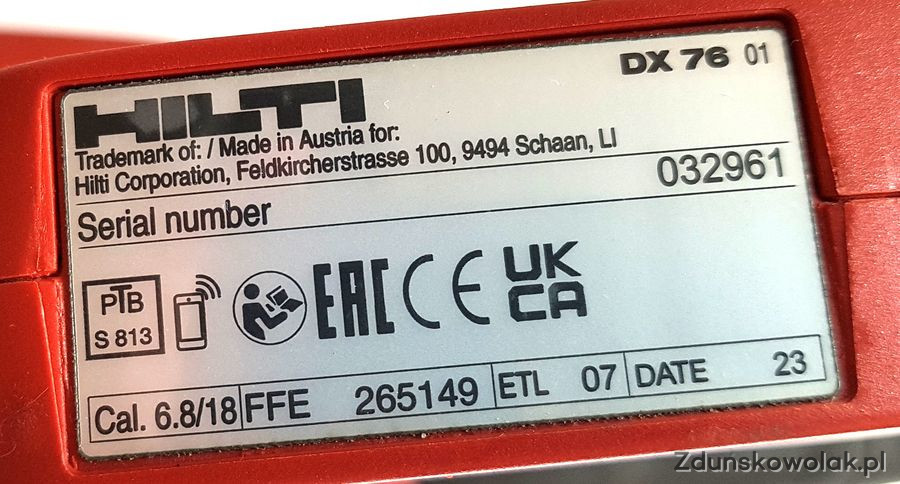 HILTI
DX 76 01
Trademark of: / Made in Austria for:
Hilti Corporation, Feldkircherstrasse 100, 9494 Schaan, LI
Serial number 032961
PTB
S 813
EAC CE UK
CA
Cal. 6.8/18 FFE 265149 ETL 07 DATE 23
Zdunskowolak.pl